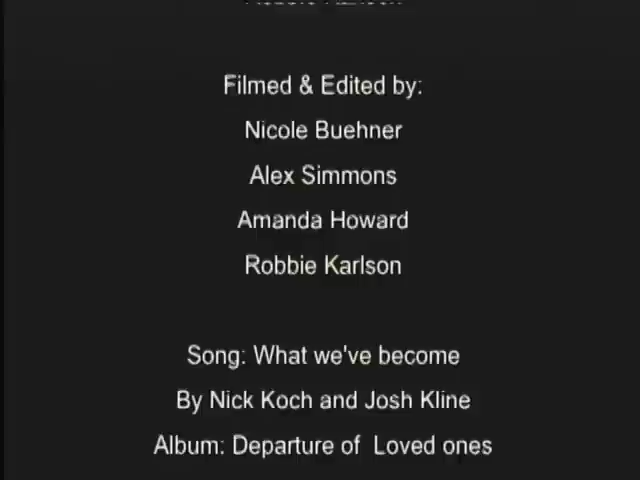 Filmed & Edited by:
Nicole Buehner
Alex Simmons
Amanda Howard
Robbie Karlson
Song: What we've become
By Nick Koch and Josh Kline
Album: Departure of Loved ones